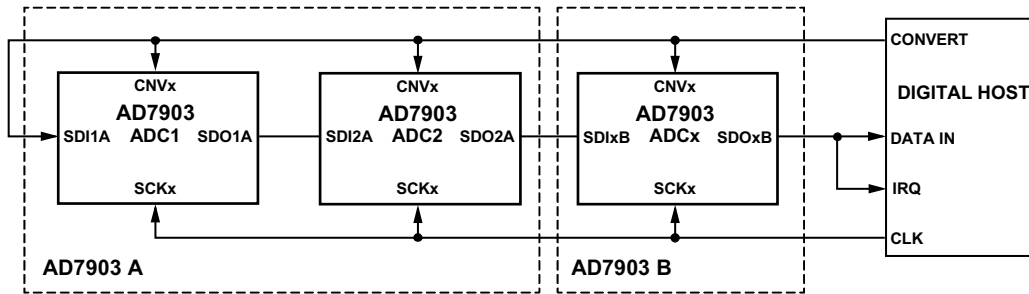 CONVERT
CNVx CNVx CNVx
AD7903 AD7903 AD7903 DIGITAL HOST
SDI1A ADC1 SDO1A SDI2A ADC2 SDO2A SDIxB ADCx SDOxB DATA IN
SCKx SCKx SCKx IRQ
CLK
AD7903 A AD7903 B